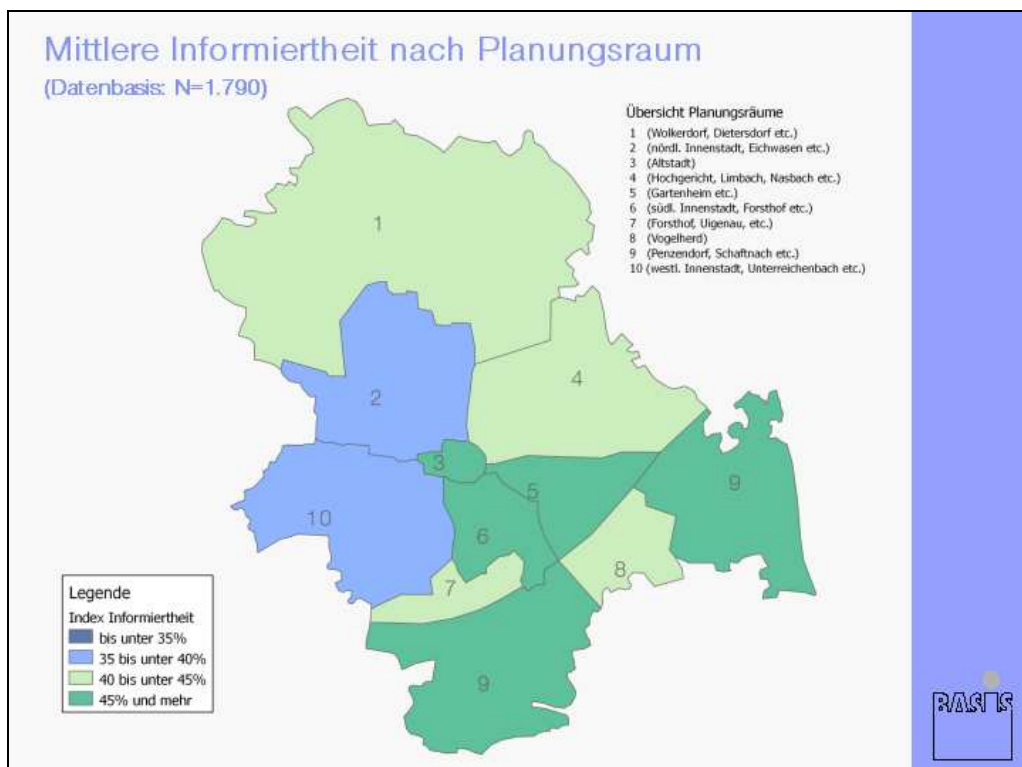 Mittlere Informiertheit nach Planungsraum
(Datenbasis: N=1.790)
Übersicht Planungsräume
1 (Wolkerdorf, Dietersdorf etc.)
2 (nördl. Innenstadt, Eichwasen etc.)
3 (Altstadt)
4 (Hochgericht, Limbach, Nasbach etc.)
5 (Gartenheim etc.)
6 (südl. Innenstadt, Forsthof etc.)
7 (Forsthof, Uigenau, etc.)
8 (Vogelherd)
9 (Penzendorf, Schaftnach etc.)
10 (westl. Innenstadt, Unterreichenbach etc.)
1
4
2
3
9
5
10
6
8
7
9
Legende
Index Informiertheit
bis unter 35%
35 bis unter 40%
40 bis unter 45%
45% und mehr
BASIS